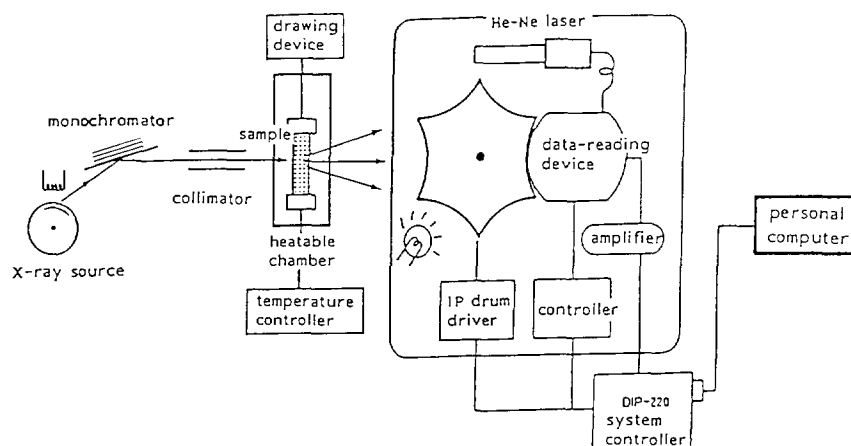 drawing
device
He-Ne laser
monochromator
sample
data-reading
device
collimator
heatable
chamber
X-ray source
temperature
controller
amplifier
personal
computer
IP drum
driver
controller
DIP-220
system
controller